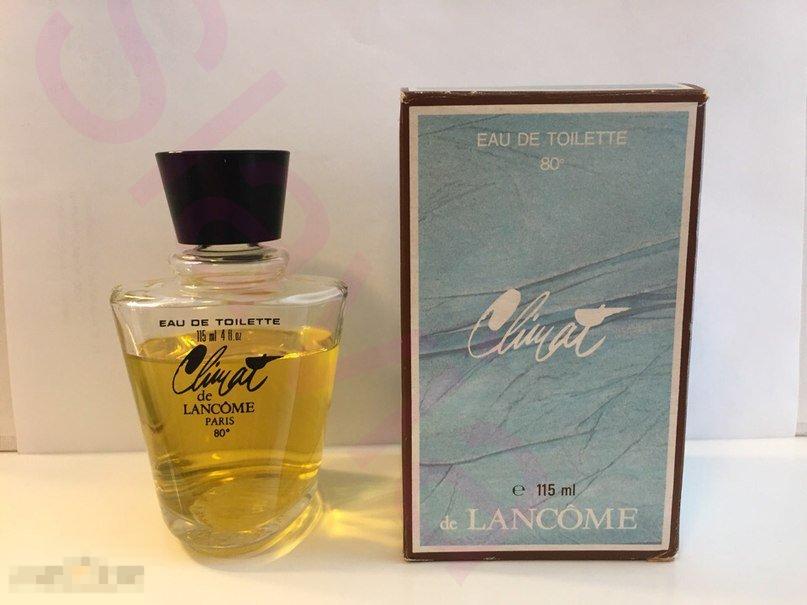 EAU DE TOILETTE
115 ml 4 fl.oz
Climat
de
LANCÔME
PARIS
80°
EAU DE TOILETTE
80°
Climat
e 115 ml
de LANCÔME